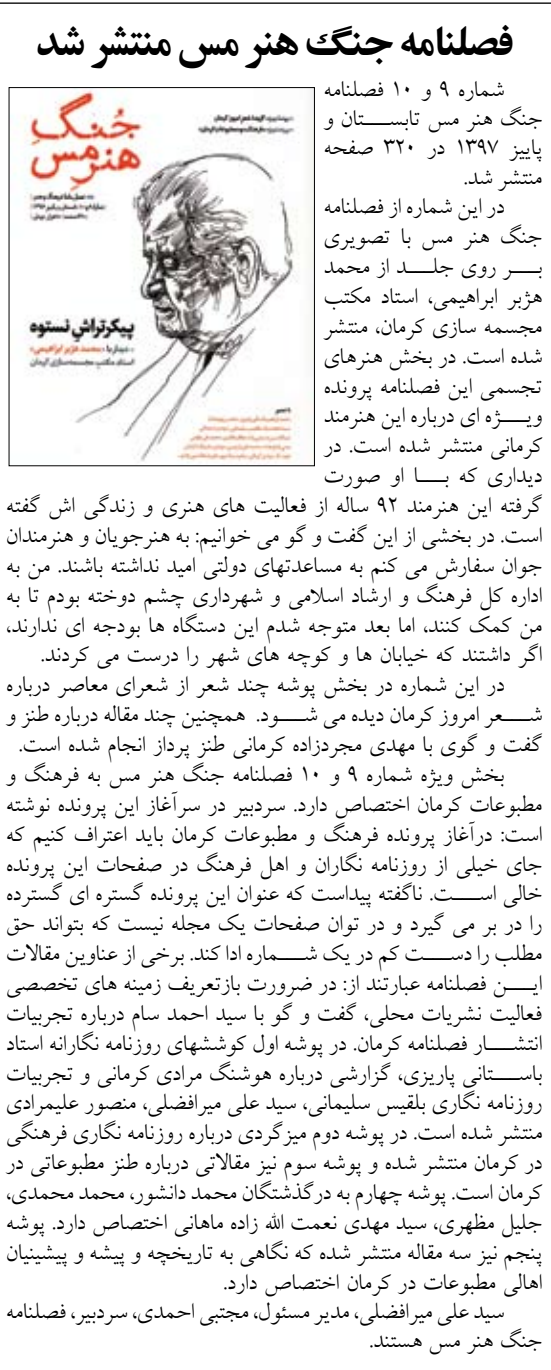 فصلنامه جنگ هنر مس منتشر شد
شماره ۹ و ۱۰ فصلنامه
جنگ هنر مس تابستان و
پاییز ۱۳۹۷ در ۳۲۰ صفحه
منتشر شد.
در این شماره از فصلنامه
جنگ هنر مس با تصویری
بر روی جلد از محمد
هژبر ابراهیمی، استاد مکتب
مجسمه سازی کرمان، منتشر
شده است. در بخش هنرهای
تجسمی این فصلنامه پرونده
ویژه ای درباره این هنرمند
کرمانی منتشر شده است. در
دیداری که با او صورت
جُنگِ
هنرِ مس
پیکرتراشِ نستوه
دیدار با «محمد هژبر ابراهیمی»
استاد مکتب مجسمه‌سازی کرمان
گرفته این هنرمند ۹۲ ساله از فعالیت های هنری و زندگی اش گفته
است. در بخشی از این گفت و گو می خوانیم: به هنرجویان و هنرمندان
جوان سفارش می کنم به مساعدتهای دولتی امید نداشته باشند. من به
اداره کل فرهنگ و ارشاد اسلامی و شهرداری چشم دوخته بودم تا به
من کمک کنند، اما بعد متوجه شدم این دستگاه ها بودجه ای ندارند،
اگر داشتند که خیابان ها و کوچه های شهر را درست می کردند.
در این شماره در بخش پوشه چند شعر از شعرای معاصر درباره
شعر امروز کرمان دیده می شود. همچنین چند مقاله درباره طنز و
گفت و گوی با مهدی مجردزاده کرمانی طنز پرداز انجام شده است.
بخش ویژه شماره ۹ و ۱۰ فصلنامه جنگ هنر مس به فرهنگ و
مطبوعات کرمان اختصاص دارد. سردبیر در سرآغاز این پرونده نوشته
است: درآغاز پرونده فرهنگ و مطبوعات کرمان باید اعتراف کنیم که
جای خیلی از روزنامه نگاران و اهل فرهنگ در صفحات این پرونده
خالی است. ناگفته پیداست که عنوان این پرونده گستره ای گسترده
را در بر می گیرد و در توان صفحات یک مجله نیست که بتواند حق
مطلب را دست کم در یک شماره ادا کند. برخی از عناوین مقالات
این فصلنامه عبارتند از: در ضرورت بازتعریف زمینه های تخصصی
فعالیت نشریات محلی، گفت و گو با سید احمد سام درباره تجربیات
انتشار فصلنامه کرمان. در پوشه اول کوششهای روزنامه نگارانه استاد
باستانی پاریزی، گزارشی درباره هوشنگ مرادی کرمانی و تجربیات
روزنامه نگاری بلقیس سلیمانی، سید علی میرافضلی، منصور علیمرادی
منتشر شده است. در پوشه دوم میزگردی درباره روزنامه نگاری فرهنگی
در کرمان منتشر شده و پوشه سوم نیز مقالاتی درباره طنز مطبوعاتی در
کرمان است. پوشه چهارم به درگذشتگان محمد دانشور، محمد محمدی،
جلیل مظهری، سید مهدی نعمت الله زاده ماهانی اختصاص دارد. پوشه
پنجم نیز سه مقاله منتشر شده که نگاهی به تاریخچه و پیشه و پیشینیان
اهالی مطبوعات در کرمان اختصاص دارد.
سید علی میرافضلی، مدیر مسئول، مجتبی احمدی، سردبیر، فصلنامه
جنگ هنر مس هستند.